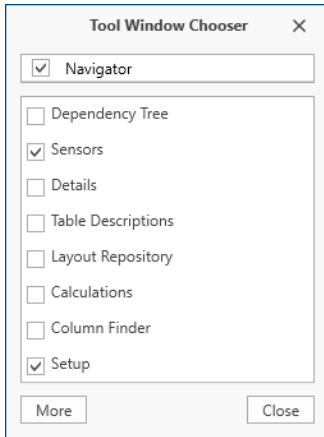 Tool Window Chooser
Navigator
Dependency Tree
Sensors
Details
Table Descriptions
Layout Repository
Calculations
Column Finder
Setup
More Close